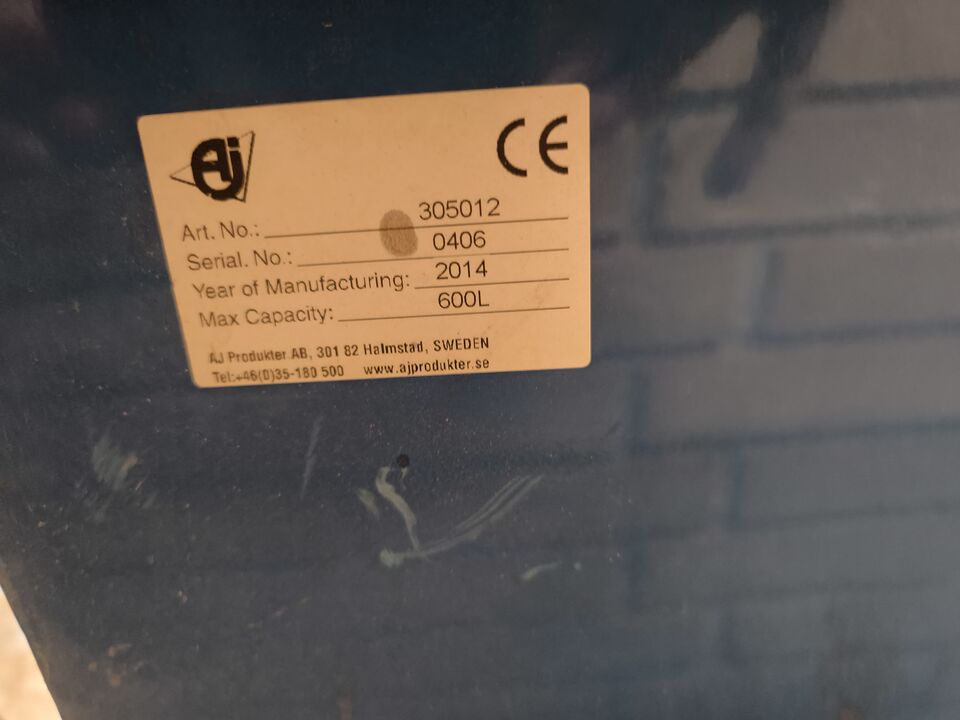 Aj CE
Art. No.: 305012
Serial. No.: 0406
Year of Manufacturing: 2014
Max Capacity: 600L
AJ Produkter AB, 301 82 Halmstad, SWEDEN
Tel:+46(0)35-180 500 www.ajprodukter.se